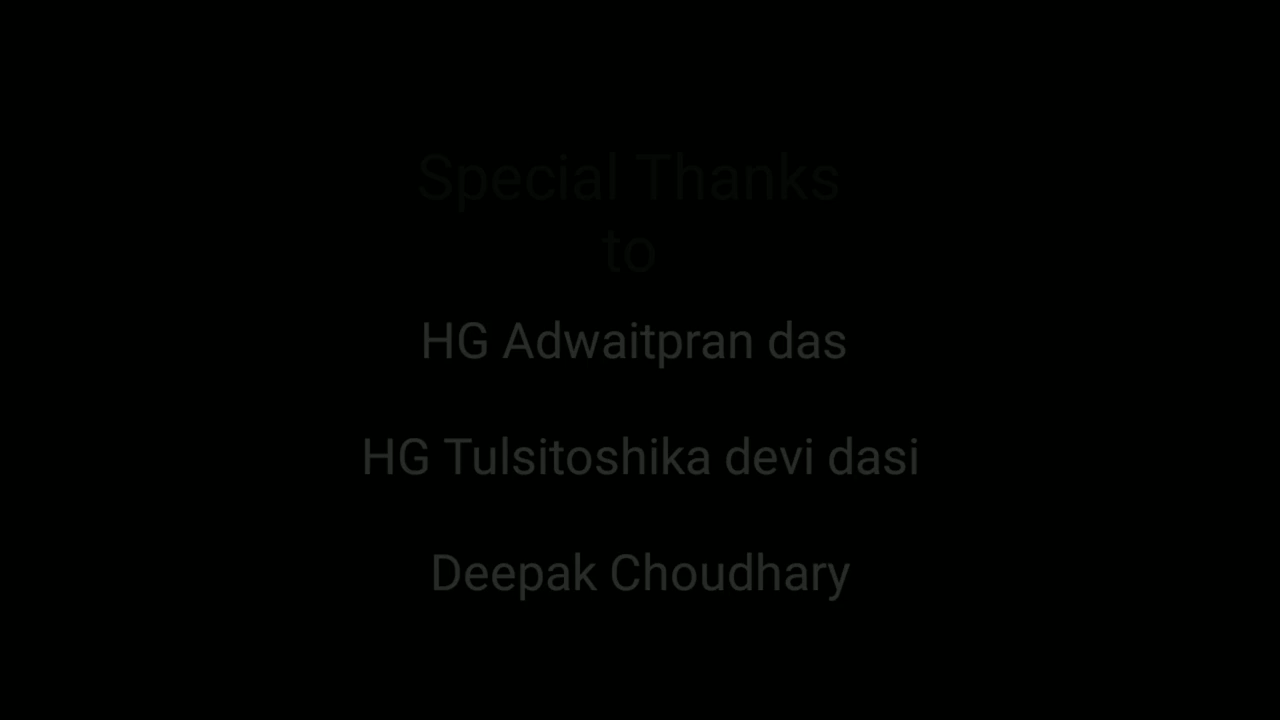 Special Thanks
to
HG Adwaitpran das
HG Tulsitoshika devi dasi
Deepak Choudhary